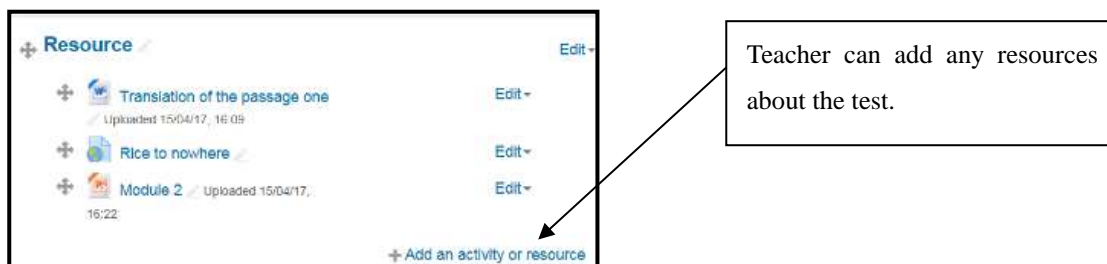 Resource
Edit
Translation of the passage one
Edit
Uploaded 15/04/17, 16:09
Rice to nowhere
Edit
Module 2 Uploaded 15/04/17,
Edit
16:22
Add an activity or resource
Teacher can add any resources
about the test.